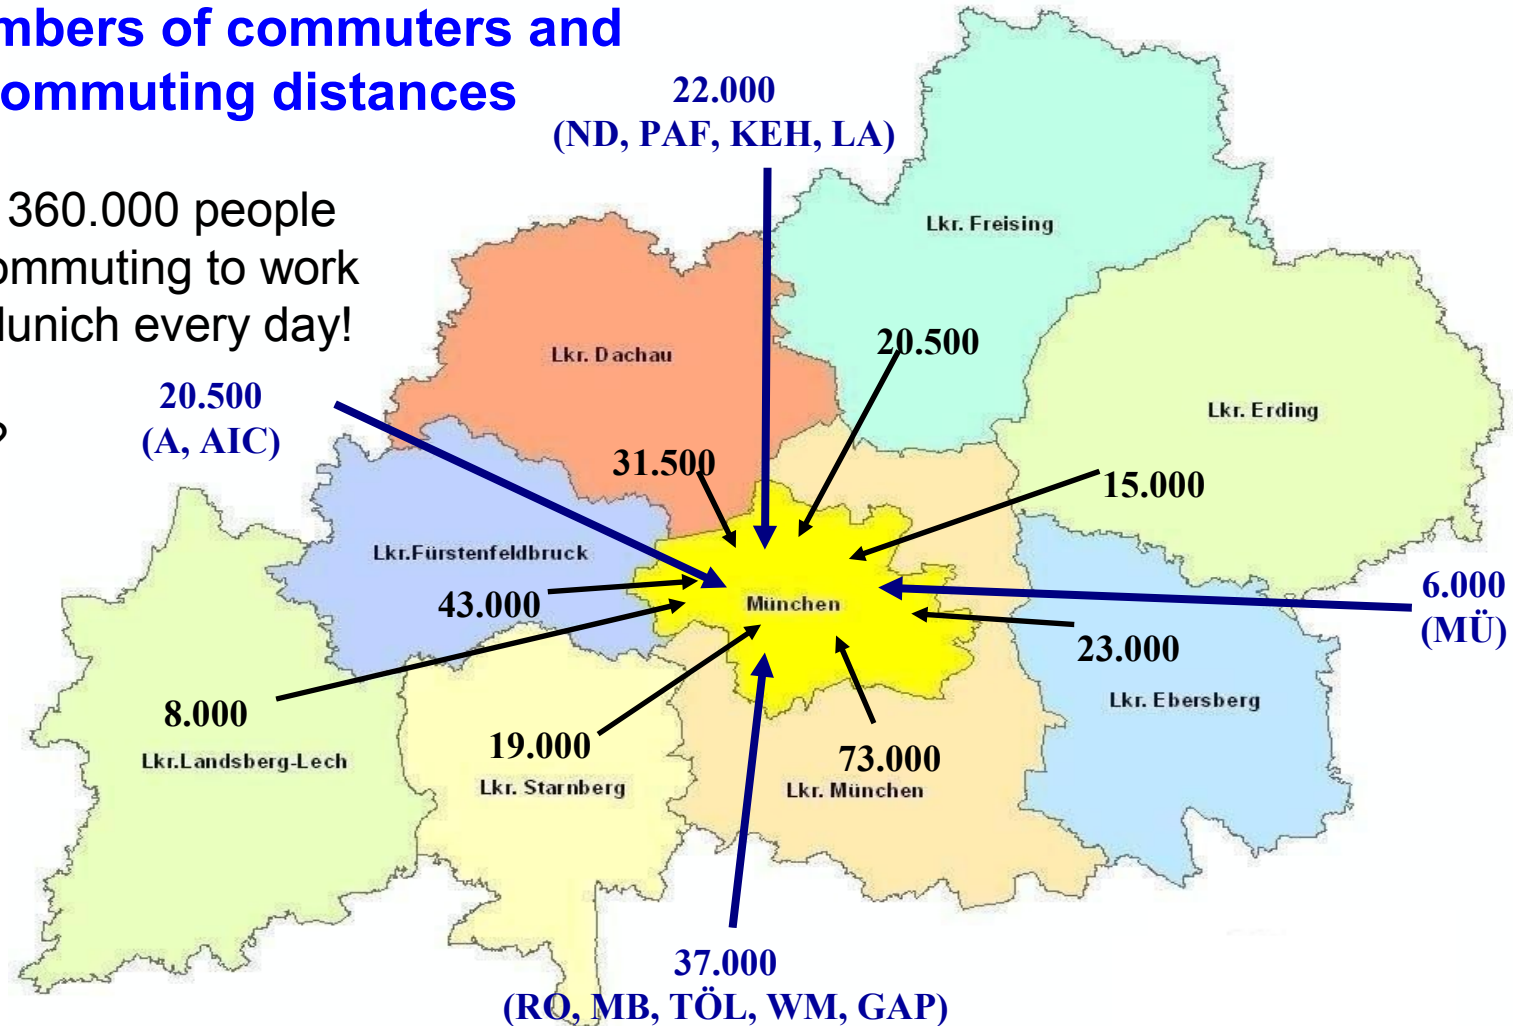 mbers of commuters and
ommuting distances
360.000 people
ommuting to work
unich every day!
?
22.000
(ND, PAF, KEH, LA)
Lkr. Freising
20.500
Lkr. Dachau
31.500
20.500
(A, AIC)
Lkr. Erding
15.000
Lkr.Fürstenfeldbruck
43.000
München
6.000
(MÜ)
23.000
Lkr. Ebersberg
8.000
Lkr.Landsberg-Lech
19.000
Lkr. Starnberg
73.000
Lkr. München
37.000
(RO, MB, TÖL, WM, GAP)